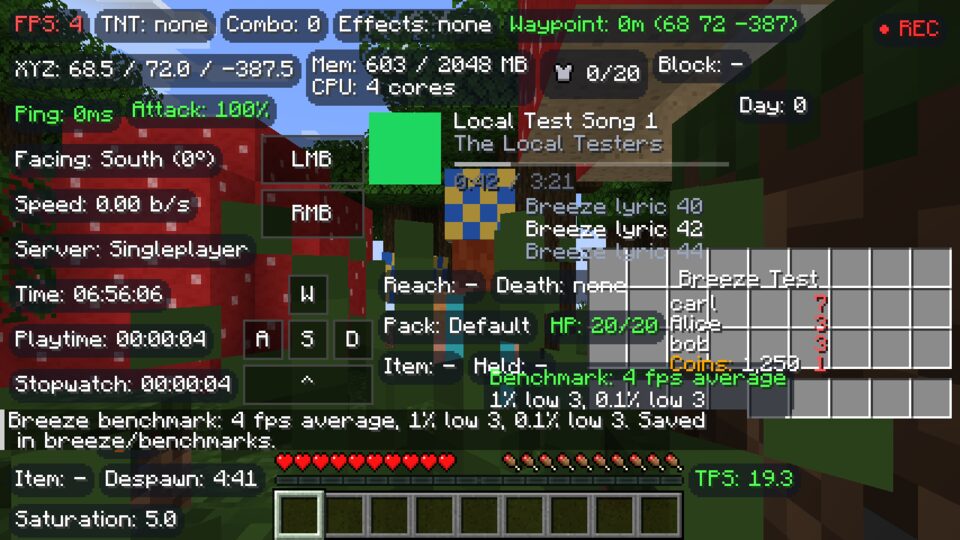 FPS: 4 TNT: none Combo: 0 Effects: none Waypoint: 0m (68 72 -387)
REC
XYZ: 68.5 / 72.0 / -387.5
Mem: 603 / 2048 MB
CPU: 4 cores
0/20
Block: -
Day: 0
Ping: 0ms
Attack: 100%
Local Test Song 1
The Local Testers
0:42 / 3:21
Facing: South (0°)
LMB
Speed: 0.00 b/s
RMB
Breeze lyric 40
Breeze lyric 42
Breeze lyric 44
Server: Singleplayer
Breeze Test
Time: 06:56:06
W
Reach: - Death: none
carl 7
Alice 3
bob 3
Coins: 1,250 1
Playtime: 00:00:04
A S D
Pack: Default HP: 20/20
Item: - Held: -
Stopwatch: 00:00:04
^
Benchmark: 4 fps average
1% low 3, 0.1% low 3
Breeze benchmark: 4 fps average, 1% low 3, 0.1% low 3. Saved
in breeze/benchmarks.
Item: - Despawn: 4:41
TPS: 19.3
Saturation: 5.0